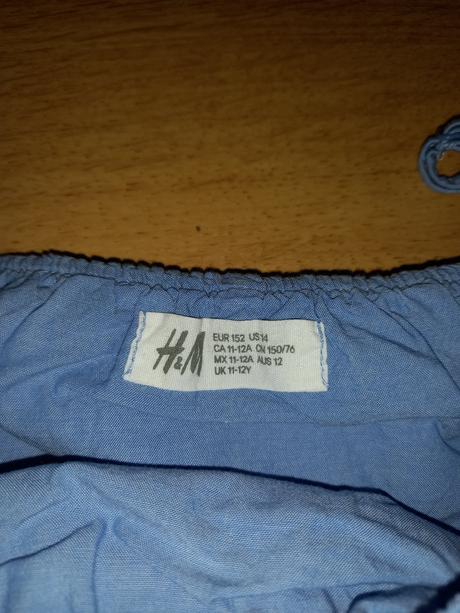 H&M
EUR 152 US 14
CA 11-12A CN 150/76
MX 11-12A AUS 12
UK 11-12Y